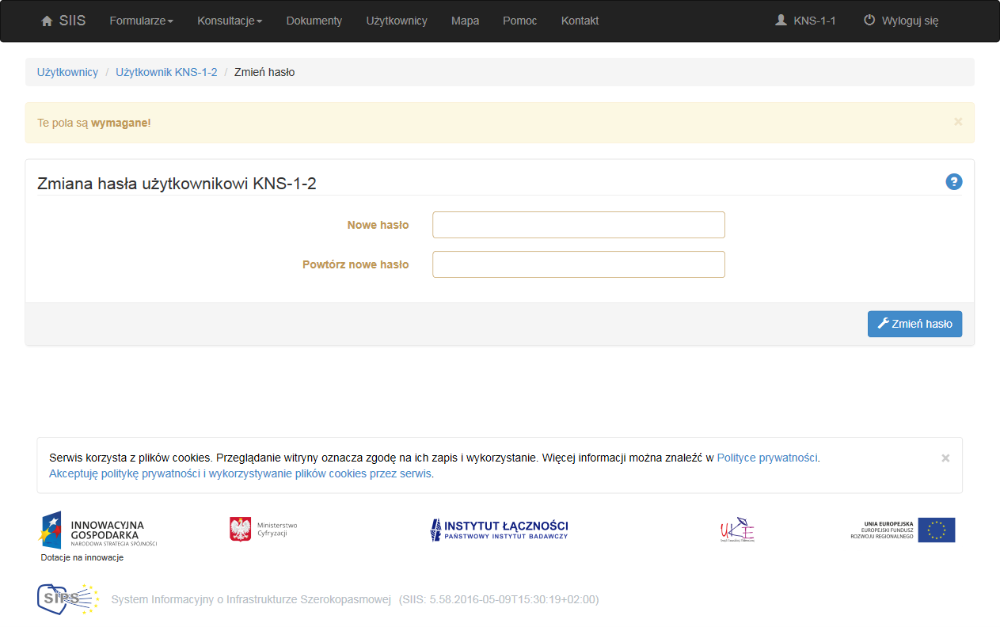 SIIS Formularze Konsultacje Dokumenty Użytkownicy Mapa Pomoc Kontakt KNS-1-1 Wyloguj się
Użytkownicy / Użytkownik KNS-1-2 / Zmień hasło
Te pola są wymagane! ×
Zmiana hasła użytkownikowi KNS-1-2 ?
Nowe hasło
Powtórz nowe hasło
Zmień hasło
Serwis korzysta z plików cookies. Przeglądanie witryny oznacza zgodę na ich zapis i wykorzystanie. Więcej informacji można znaleźć w Polityce prywatności. ×
Akceptuję politykę prywatności i wykorzystywanie plików cookies przez serwis.
INNOWACYJNA
GOSPODARKA
NARODOWA STRATEGIA SPÓJNOŚCI
Dotacje na innowacje
Ministerstwo
Cyfryzacji
INSTYTUT ŁĄCZNOŚCI
PAŃSTWOWY INSTYTUT BADAWCZY
UKE
UNIA EUROPEJSKA
EUROPEJSKI FUNDUSZ
ROZWOJU REGIONALNEGO
SIPS
System Informacyjny o Infrastrukturze Szerokopasmowej (SIIS: 5.58.2016-05-09T15:30:19+02:00)